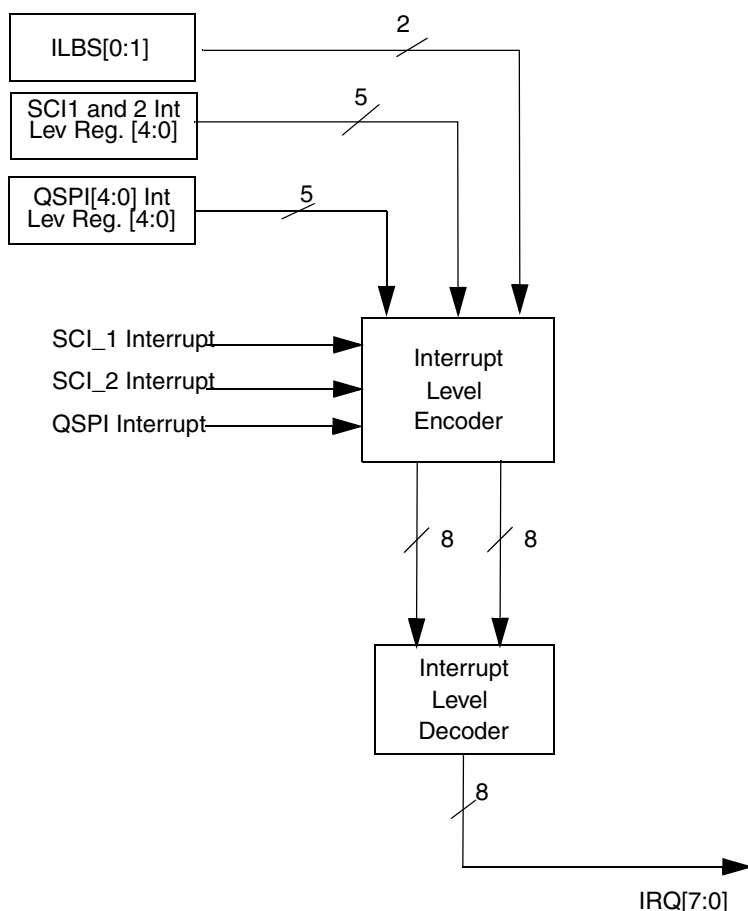 ILBS[0:1]
2
SCI1 and 2 Int
Lev Reg. [4:0]
5
QSPI[4:0] Int
Lev Reg. [4:0]
5
SCI_1 Interrupt
SCI_2 Interrupt
QSPI Interrupt
Interrupt
Level
Encoder
8
8
Interrupt
Level
Decoder
8
IRQ[7:0]